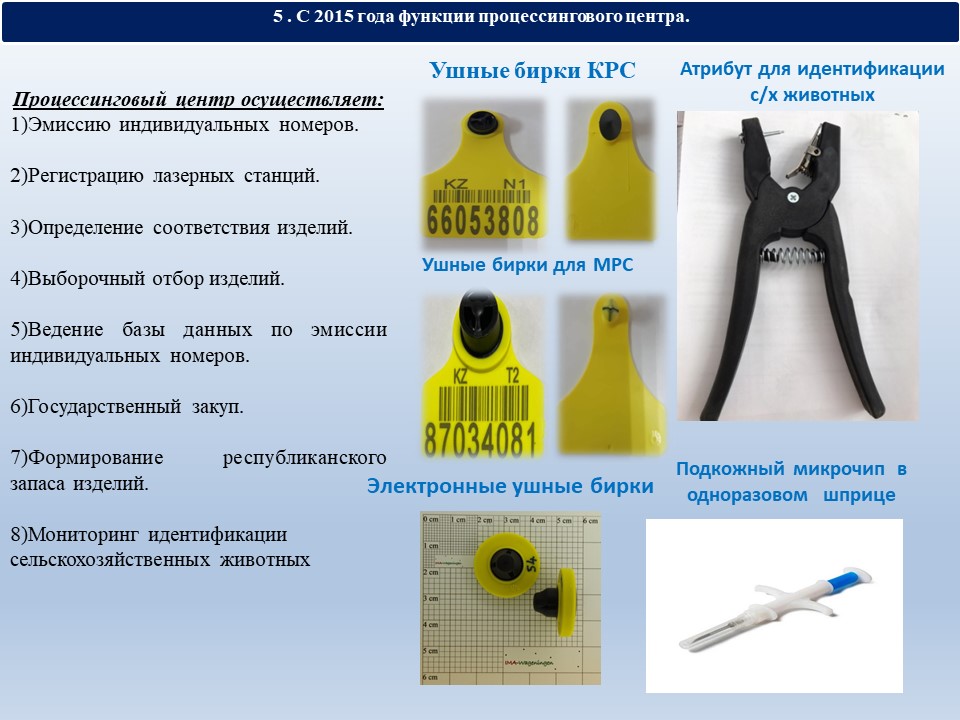 5 . С 2015 года функции процессингового центра.
Процессинговый центр осуществляет:
1)Эмиссию индивидуальных номеров.
2)Регистрацию лазерных станций.
3)Определение соответствия изделий.
4)Выборочный отбор изделий.
5)Ведение базы данных по эмиссии
индивидуальных номеров.
6)Государственный закуп.
7)Формирование республиканского
запаса изделий.
8)Мониторинг идентификации
сельскохозяйственных животных
Ушные бирки КРС
KZ N1
66053808
Ушные бирки для МРС
KZ T2
87034081
Электронные ушные бирки
0 cm 1 cm 2 cm 3 cm 4 cm 5 cm 6 cm
1 cm
2 cm
3 cm
4 cm
5 cm
6 cm
54
IMA-Wageningen
Атрибут для идентификации
с/х животных
Подкожный микрочип в
одноразовом шприце